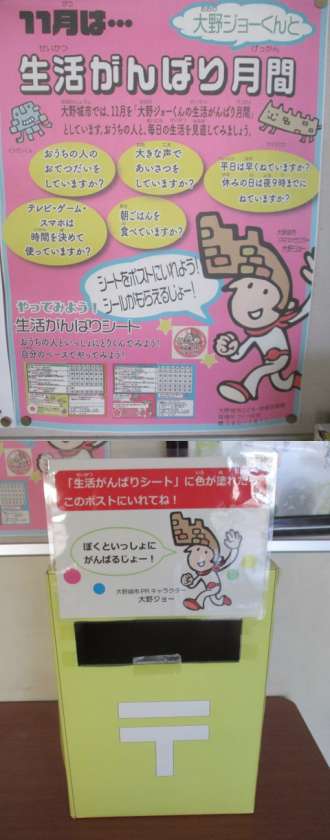 11月は…
大野ジョーくんと
生活がんばり月間
大野城市では、11月を「大野ジョーくんの生活がんばり月間」
としています。おうちの人と、毎日の生活を見直してみましょう。
おうちの人の
おてつだいを
していますか？
大きな声で
あいさつを
していますか？
平日は早くねていますか？
休みの日は夜9時までに
ねていますか？
テレビ・ゲーム・
スマホは
時間を決めて
使っていますか？
朝ごはんを
食べていますか？
シートをポストにいれよう！
シールがもらえるじょー！
やってみよう！
生活がんばりシート
おうちの人といっしょにとりくんでみよう！
自分のペースでやってみよう！
「生活がんばりシート」に色が塗れたら
このポストにいれてね！
ぼくといっしょに
がんばるじょー！
大野城市PRキャラクター
大野ジョー
〒